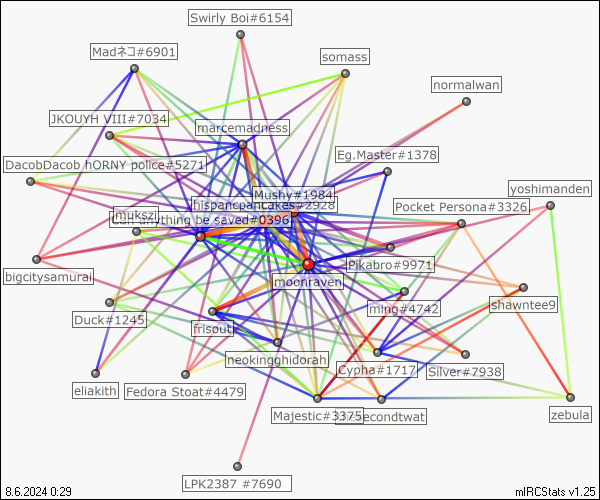 Swirly Boi#6154
Madネコ#6901
somass
normalwan
JKOUYH VIII#7034
marcemadness
Eg.Master#1378
DacobDacob hORNY police#5271
Mushy#1984
yoshimanden
hispancpancakes#2928
Pocket Persona#3326
mukszj
Can anything be saved#0396
Pikabro#9971
bigcitysamurai
moonraven
shawntee9
ming#4742
Duck#1245
frisout
heokingghidorah
Cypha#1717
Silver#7938
eliakith
Fedora Stoat#4479
Majestic#3375
secondtwat
zebula
LPK2387 #7690
8.6.2024 0:29
mIRCStats v1.25